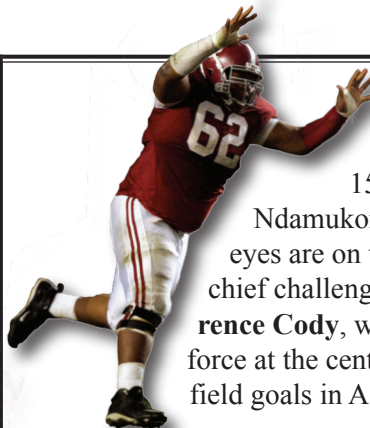 62
15
Ndamukon
eyes are on t
chief challeng
rence Cody, w
force at the cent
field goals in A